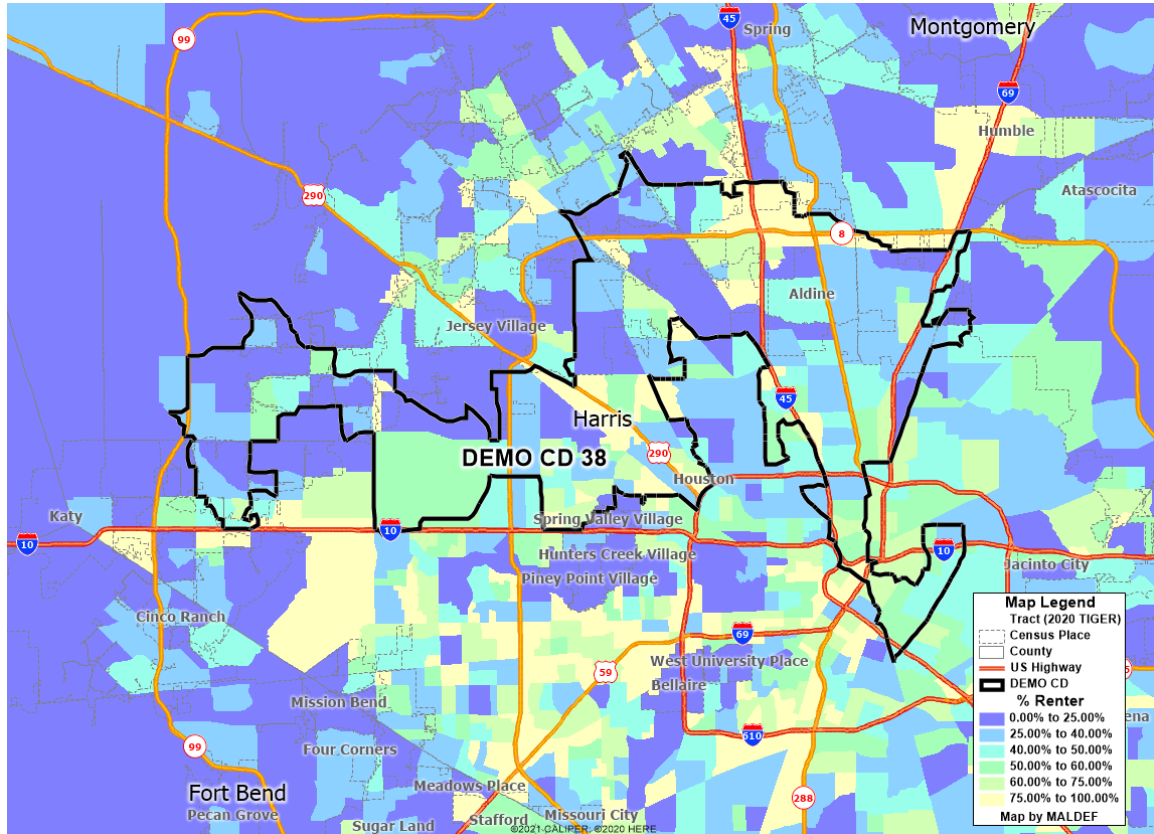 45
Spring
Montgomery
99
69
Humble
290
Atascocita
8
Aldine
Jersey Village
45
Harris
290
DEMO CD 38
Houston
Katy
Spring Valley Village
10
10
10
Hunters Creek Village
Jacinto City
Piney Point Village
Cinco Ranch
69
59
West University Place
Bellaire
Mission Bend
99
Four Corners
610
Meadows Place
288
Fort Bend
Pecan Grove
Missouri City
Stafford
Sugar Land
©2021 CALIPER; ©2020 HERE
Map Legend
Tract (2020 TIGER)
Census Place
County
US Highway
DEMO CD
% Renter
0.00% to 25.00%
25.00% to 40.00%
40.00% to 50.00%
50.00% to 60.00%
60.00% to 75.00%
75.00% to 100.00%
Map by MALDEF